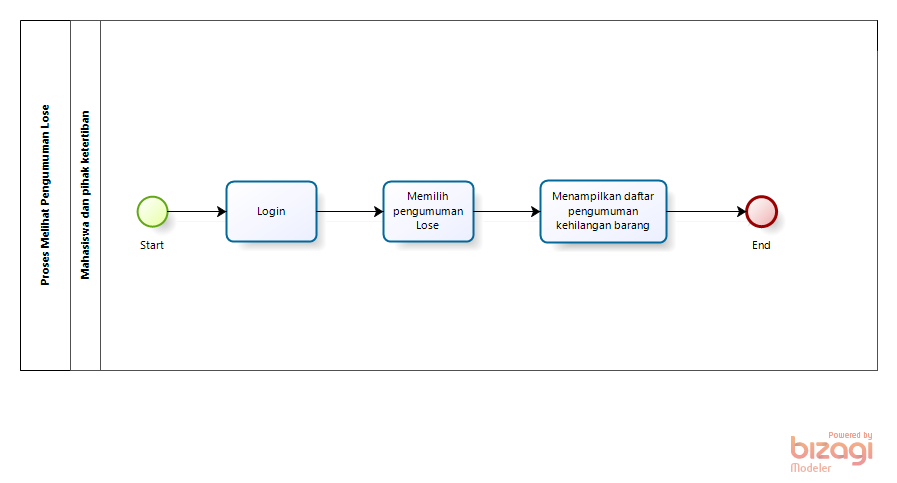 Proses Melihat Pengumuman Lose
Mahasiswa dan pihak ketertiban
Start
Login
Memilih
pengumuman
Lose
Menampilkan daftar
pengumuman
kehilangan barang
End
Powered by
bizagi
Modeler